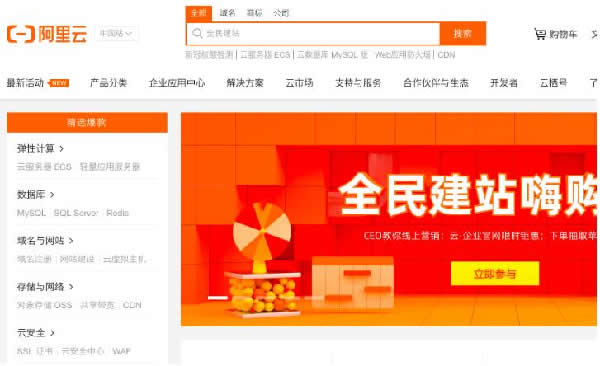 全部 域名 商标 公司
阿里云 中国站
全民建站 搜索 购物车
云服务器 ECS | 云数据库 MySQL 版 Web应用防火墙 | CDN
最新活动 NEW 产品分类 企业应用中心 解决方案 云市场 支持与服务 合作伙伴与生态 开发者 云栖号 了
精选爆款
弹性计算 >
云服务器 ECS 轻量应用服务器
数据库 >
MySQL SQL Server Redis
域名与网站 >
域名注册 网站建设 云虚拟主机
存储与网络 >
对象存储 OSS 共享带宽 CDN
云安全 >
SSL 证书 云安全中心 WAF
全民建站嗨购
CEO教你线上营销；云·企业官网限时钜惠；下单抽取苹
立即参与